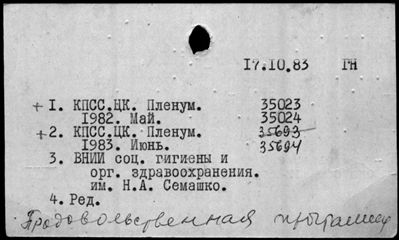 17.10.83 ГН
+ 1. КПСС.ЦК. Пленум. 35023
1982. Май. 35024
+ 2. КПСС.ЦК. Пленум. 35693
1983. Июнь. 35694
3. ВНИИ соц. гигиены и
орг. здравоохранения.
им. Н.А. Семашко.
4. Ред.
Продовольственная программа